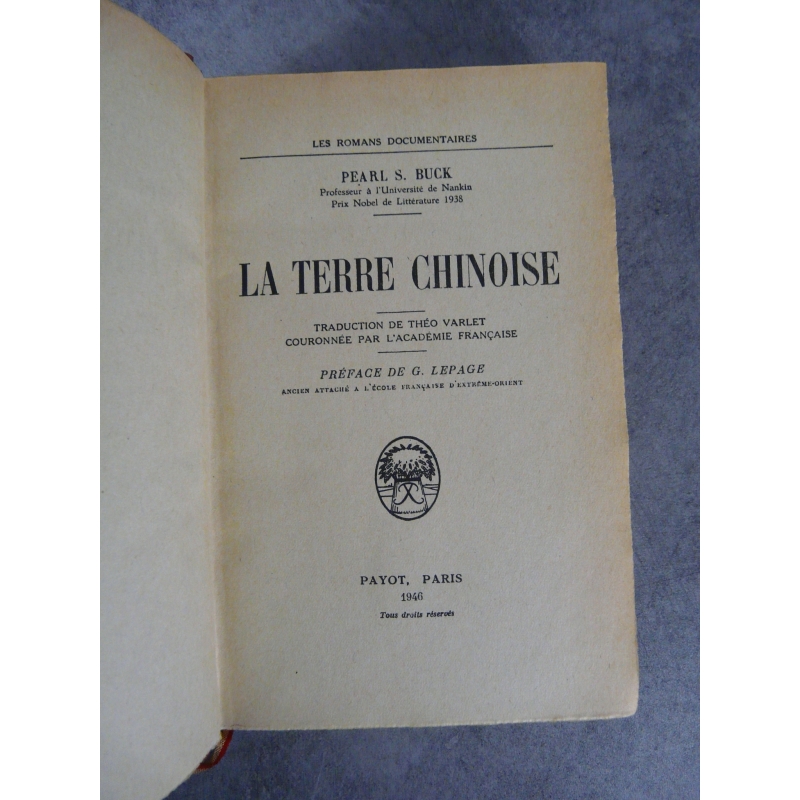 LES ROMANS DOCUMENTAIRES
PEARL S. BUCK
Professeur à l'Université de Nankin
Prix Nobel de Littérature 1938
LA TERRE CHINOISE
TRADUCTION DE THÉO VARLET
COURONNÉE PAR L'ACADÉMIE FRANÇAISE
PRÉFACE DE G. LEPAGE
ANCIEN ATTACHÉ A L'ÉCOLE FRANÇAISE D'EXTRÊME-ORIENT
PAYOT, PARIS
1946
Tous droits réservés